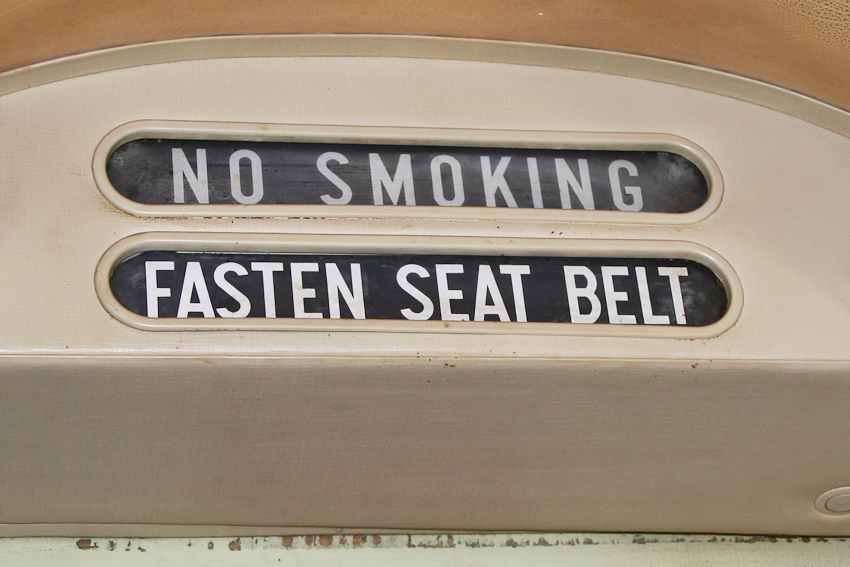 NO SMOKING
FASTEN SEAT BELT